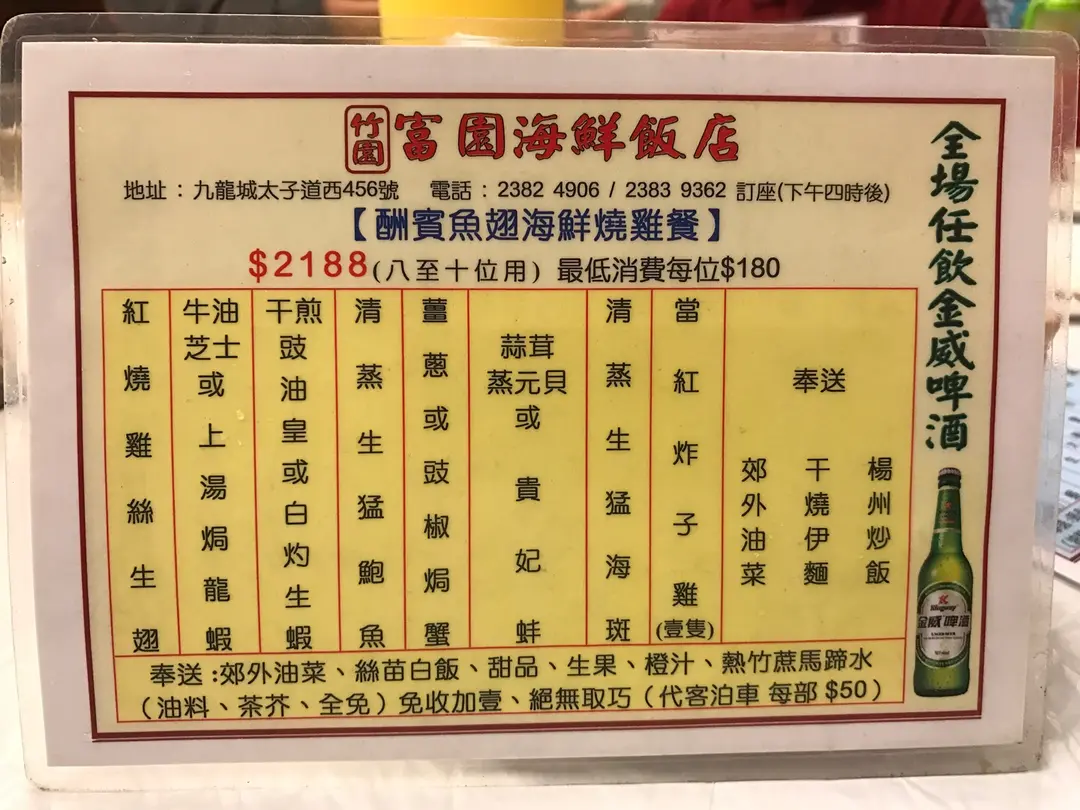 竹園 富園海鮮飯店
地址：九龍城太子道西456號 電話：2382 4906 / 2383 9362 訂座(下午四時後)
【酬賓魚翅海鮮燒雞餐】
$2188(八至十位用) 最低消費每位$180
紅燒雞絲生翅
牛油芝士或上湯焗龍蝦
干煎豉油皇或白灼生蝦
清蒸生猛鮑魚
薑蔥或豉椒焗蟹
蒜茸蒸元貝或貴妃蚌
清蒸生猛海斑
當紅炸子雞(壹隻)
奉送
郊外油菜
干燒伊麵
楊州炒飯
奉送:郊外油菜、絲苗白飯、甜品、生果、橙汁、熱竹蔗馬蹄水
（油料、茶芥、全免）免收加壹、絕無取巧（代客泊車 每部 $50）
全場任飲金威啤酒
Kingway
金威啤酒